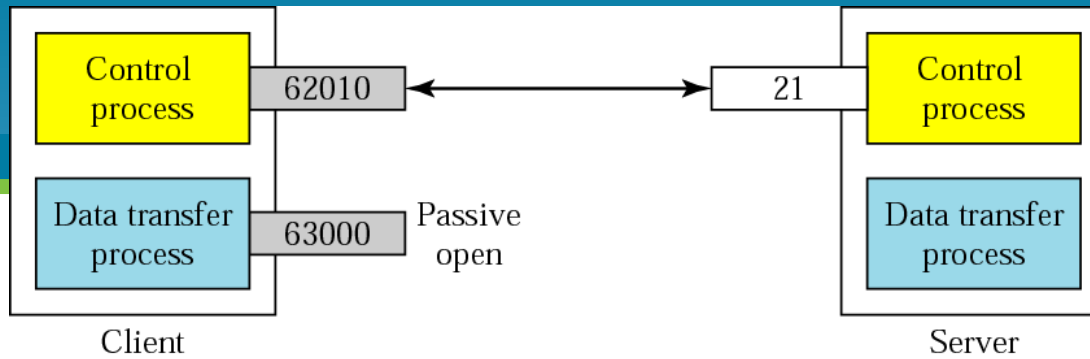 Control
process
62010
21
Control
process
Data transfer
process
63000
Passive
open
Data transfer
process
Client
Server